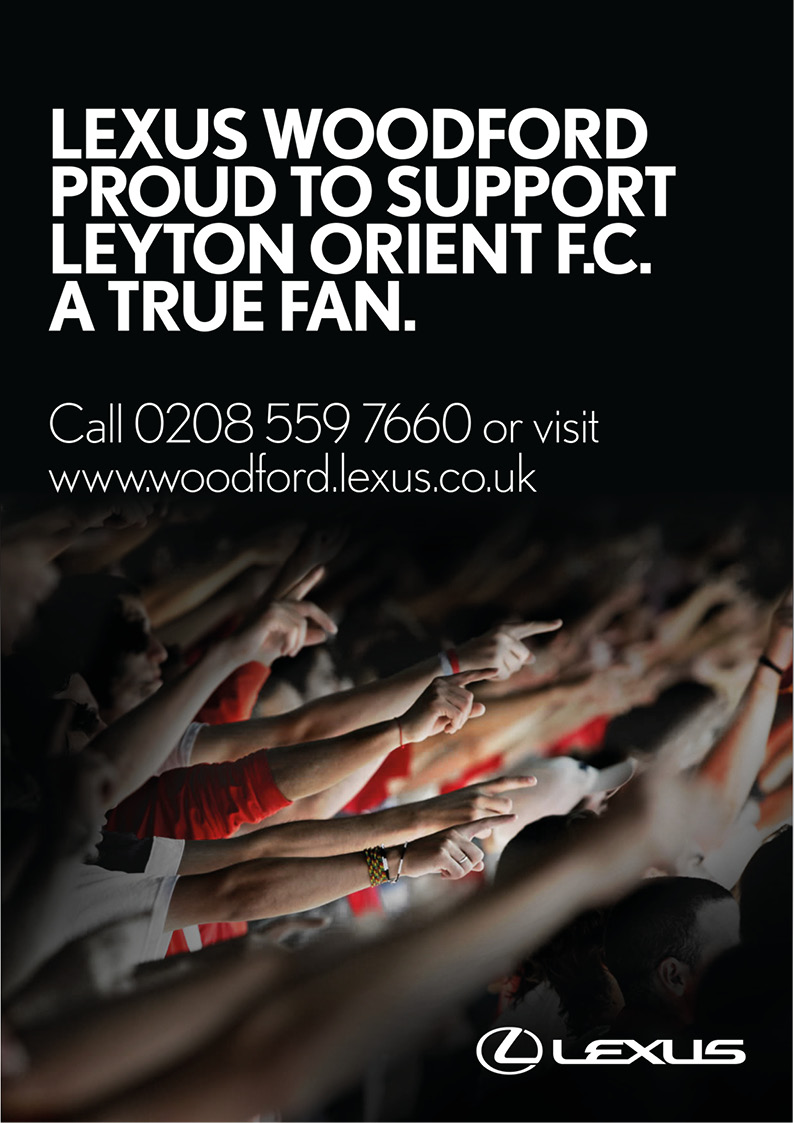 LEXUS WOODFORD
PROUD TO SUPPORT
LEYTON ORIENT F.C.
A TRUE FAN.
Call 0208 559 7660 or visit
www.woodford.lexus.co.uk
LEXUS